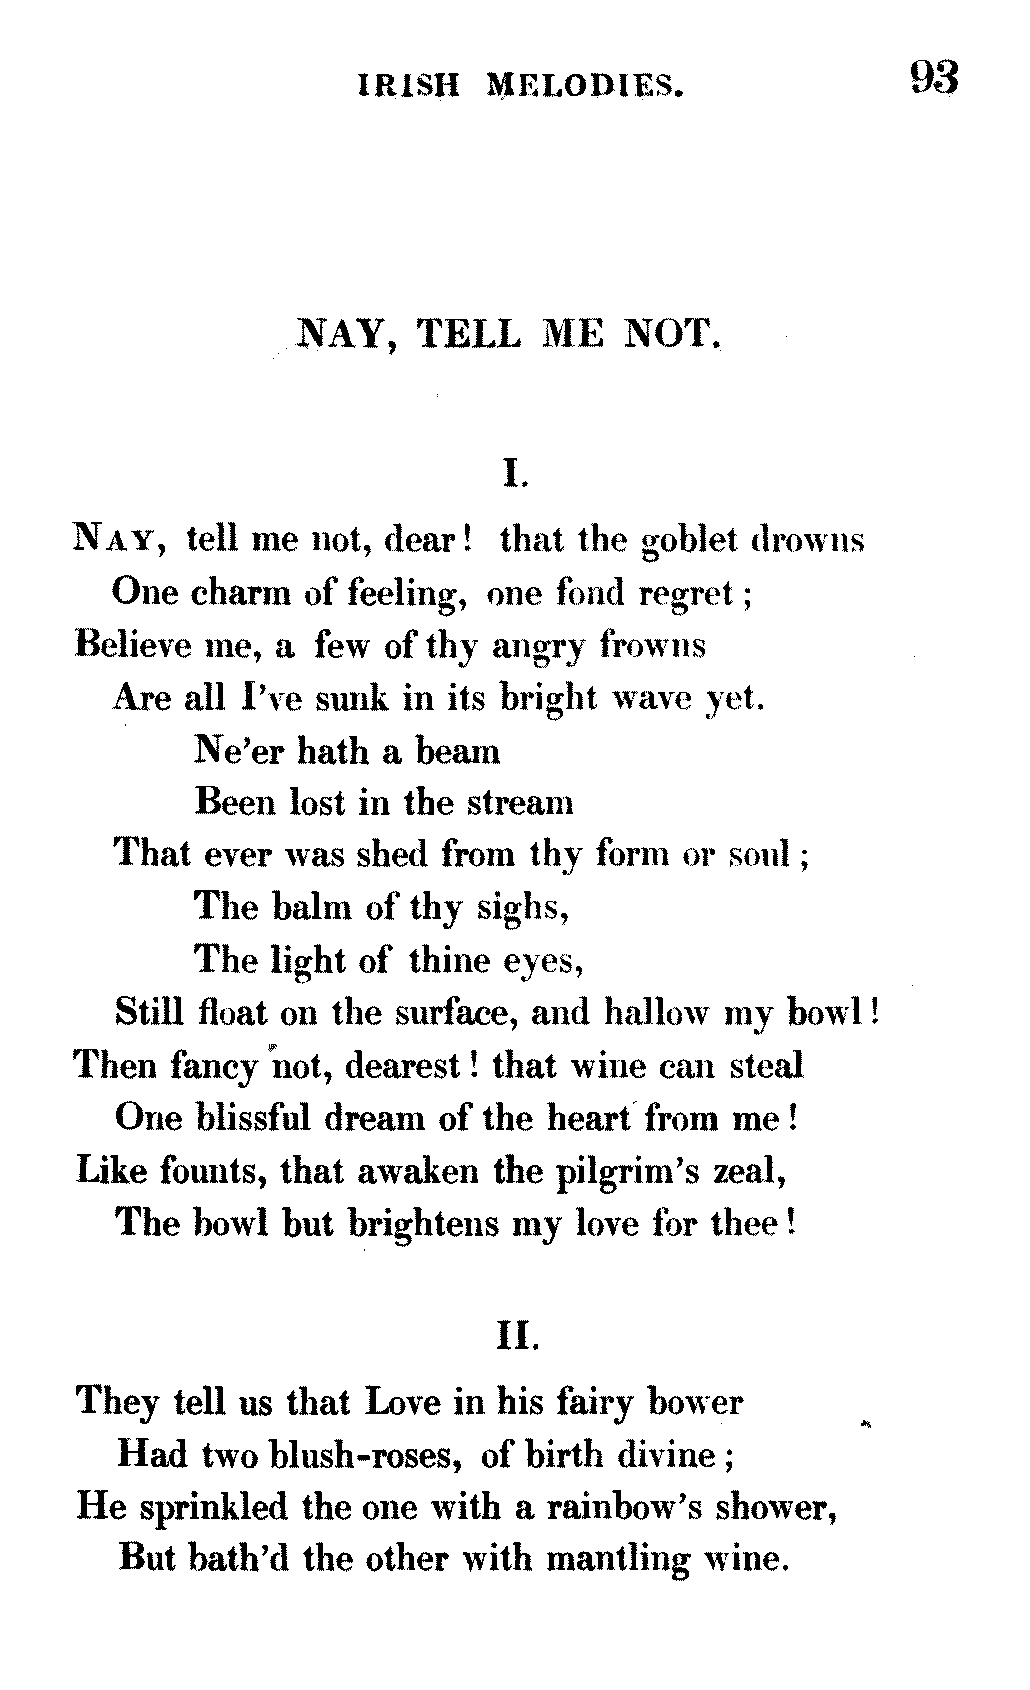 IRISH MELODIES. 93
NAY, TELL ME NOT.
I.
NAY, tell me not, dear! that the goblet drowns
One charm of feeling, one fond regret;
Believe me, a few of thy angry frowns
Are all I've sunk in its bright wave yet.
Ne'er hath a beam
Been lost in the stream
That ever was shed from thy form or soul;
The balm of thy sighs,
The light of thine eyes,
Still float on the surface, and hallow my bowl!
Then fancy not, dearest! that wine can steal
One blissful dream of the heart from me!
Like founts, that awaken the pilgrim's zeal,
The bowl but brightens my love for thee!
II.
They tell us that Love in his fairy bower
Had two blush-roses, of birth divine;
He sprinkled the one with a rainbow's shower,
But bath'd the other with mantling wine.